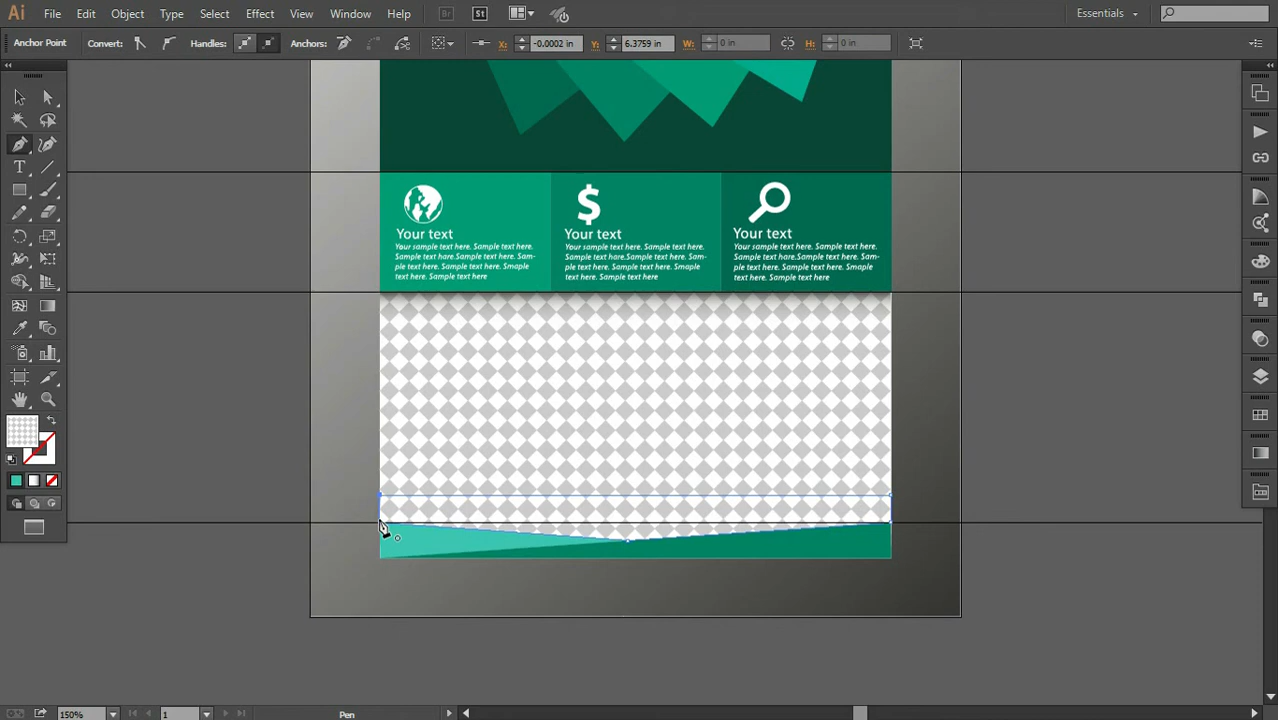 Ai File Edit Object Type Select Effect View Window Help Br St Essentials
Anchor Point Convert: Handles: Anchors: X: -0.0002 in Y: 6.3759 in W: 0 in H: 0 in
$
Your text Your text Your text
Your sample text here. Sample text here. Your sample text here. Sample text here. Your sample text here. Sample text here.
Sample text hare.Sample text here. Sam- Sample text here.Sample text here. Sam- Sample text here.Sample text here. Sam-
ple text here. Sample text here. Smaple ple text here. Sample text here. Smaple ple text here. Sample text here. Smaple
text here. Sample text here text here. Sample text here text here. Sample text here
150% 1 Pen